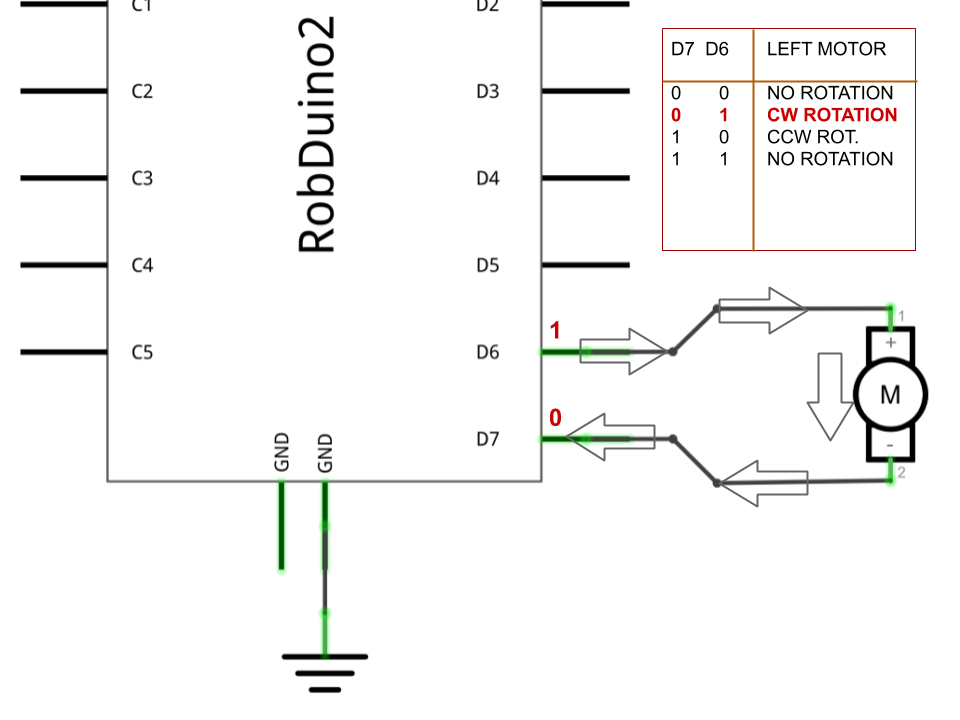 C1
D2
C2
D3
C3
D4
C4
D5
C5
D6
D7
RobDuino2
GND
GND
1
0
D7 D6 LEFT MOTOR
0 0 NO ROTATION
0 1 CW ROTATION
1 0 CCW ROT.
1 1 NO ROTATION
1
+
M
-
2